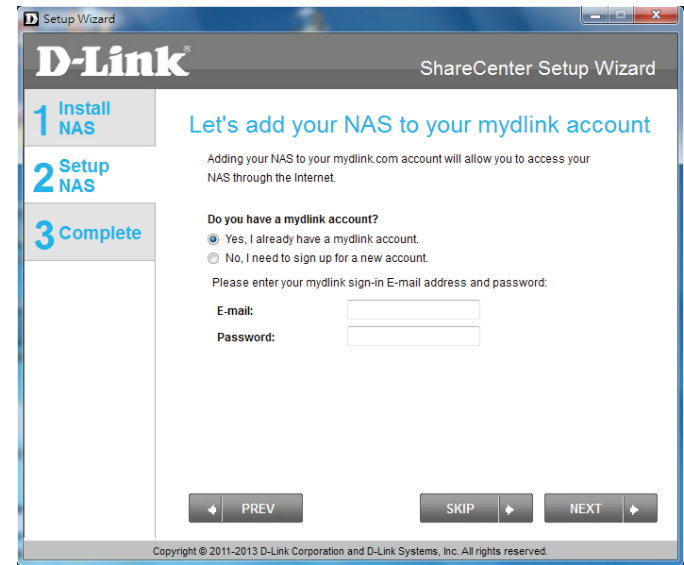 Setup Wizard
D-Link®
ShareCenter Setup Wizard
1 Install NAS
2 Setup NAS
3 Complete
Let's add your NAS to your mydlink account
Adding your NAS to your mydlink.com account will allow you to access your
NAS through the Internet.
Do you have a mydlink account?
Yes, I already have a mydlink account.
No, I need to sign up for a new account.
Please enter your mydlink sign-in E-mail address and password:
E-mail:
Password:
PREV
SKIP
NEXT
Copyright © 2011-2013 D-Link Corporation and D-Link Systems, Inc. All rights reserved.